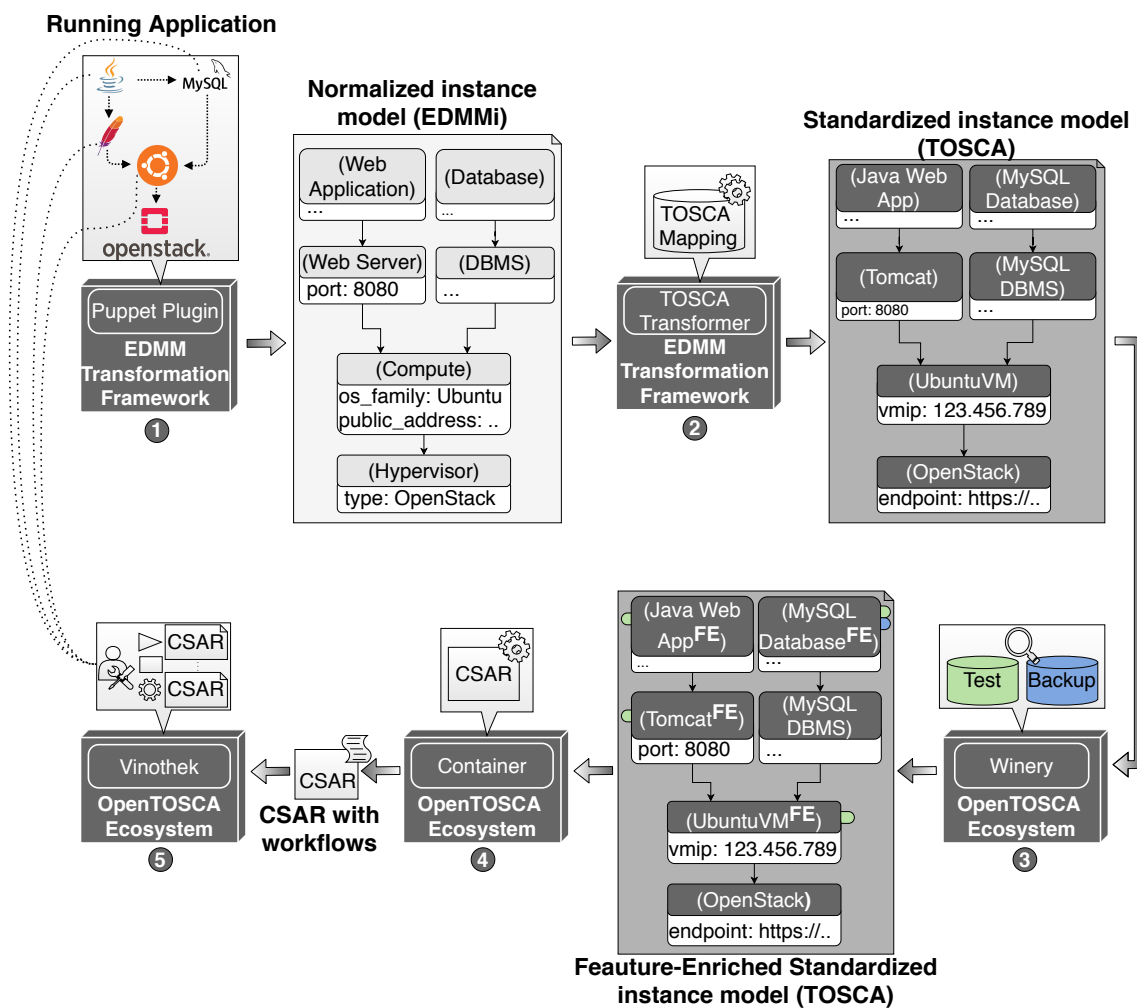 Running Application
MySQL
openstack.
Puppet Plugin
EDMM
Transformation
Framework
1
Normalized instance
model (EDMMi)
(Web
Application)
...
(Database)
...
(Web Server)
port: 8080
(DBMS)
...
(Compute)
os_family: Ubuntu
public_address: ..
(Hypervisor)
type: OpenStack
TOSCA
Mapping
TOSCA
Transformer
EDMM
Transformation
Framework
2
Standardized instance model
(TOSCA)
(Java Web
App)
...
(MySQL
Database)
...
(Tomcat)
port: 8080
(MySQL
DBMS)
...
(UbuntuVM)
vmip: 123.456.789
(OpenStack)
endpoint: https://..
Test
Backup
Winery
OpenTOSCA
Ecosystem
3
(Java Web
AppFE)
...
(MySQL
DatabaseFE)
...
(TomcatFE)
port: 8080
(MySQL
DBMS)
...
(UbuntuVMFE)
vmip: 123.456.789
(OpenStack)
endpoint: https://..
Feauture-Enriched Standardized
instance model (TOSCA)
CSAR
Container
OpenTOSCA
Ecosystem
4
CSAR
CSAR with
workflows
CSAR
CSAR
Vinothek
OpenTOSCA
Ecosystem
5